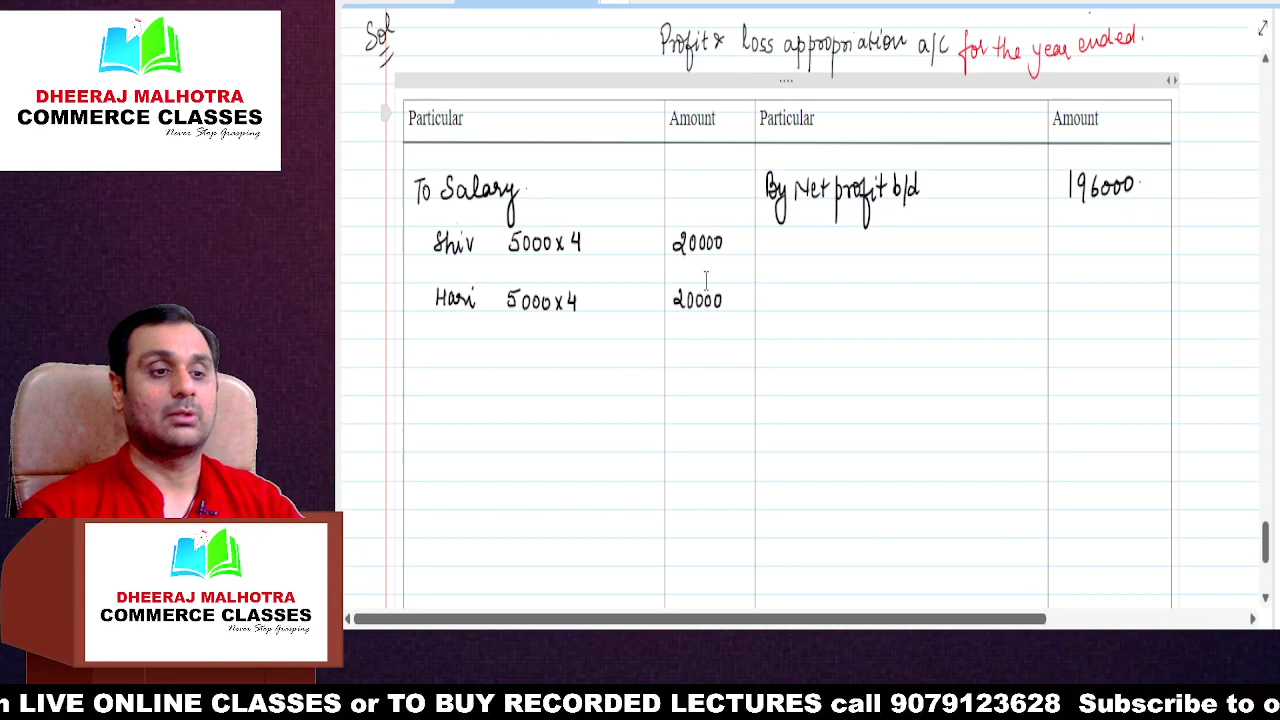 DHEERAJ MALHOTRA
COMMERCE CLASSES
Never Stop Grasping
Sol
Profit & loss appropriation a/c for the year ended.
Particular Amount Particular Amount
To Salary By Net profit b/d 196000
Shiv 5000 x 4 20000
Hari 5000 x 4 20000
DHEERAJ MALHOTRA
COMMERCE CLASSES
Never Stop Grasping
LIVE ONLINE CLASSES or TO BUY RECORDED LECTURES call 9079123628 Subscribe to